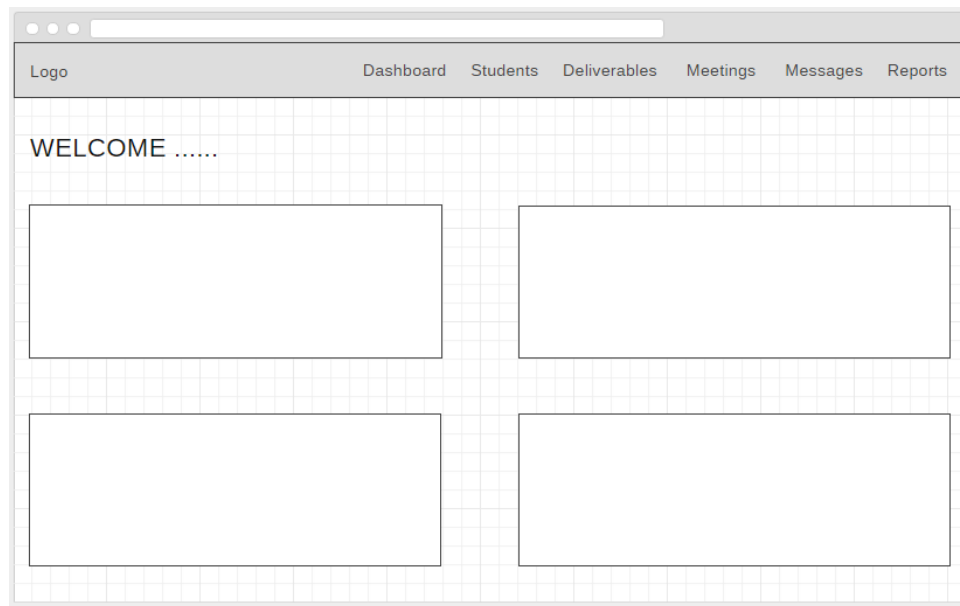 Logo Dashboard Students Deliverables Meetings Messages Reports
WELCOME ......